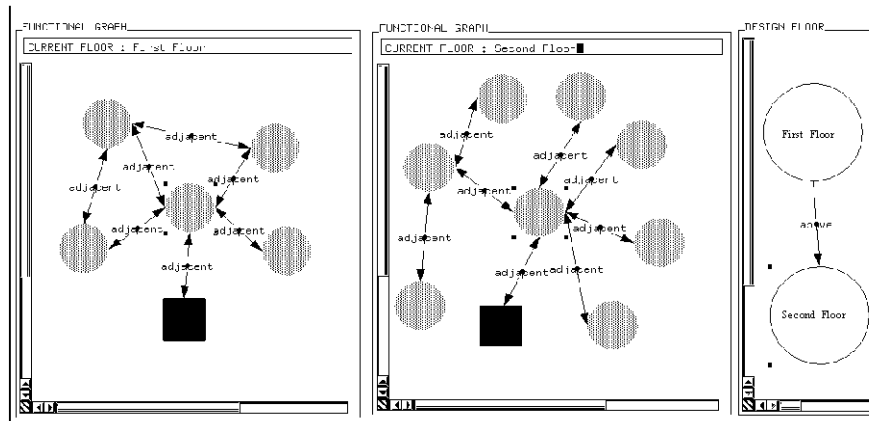 FUNCTIONAL GRAPH
CURRENT FLOOR : First Floor
adjacent
adjacent
adjacent
adjacent
adjacent
adjacent
adjacent
FUNCTIONAL GRAPH
CURRENT FLOOR : Second Floor
adjacent
adjacent
adjacent
adjacent
adjacent
adjacent
adjacent
adjacent
DESIGN FLOOR
First Floor
above
Second Floor